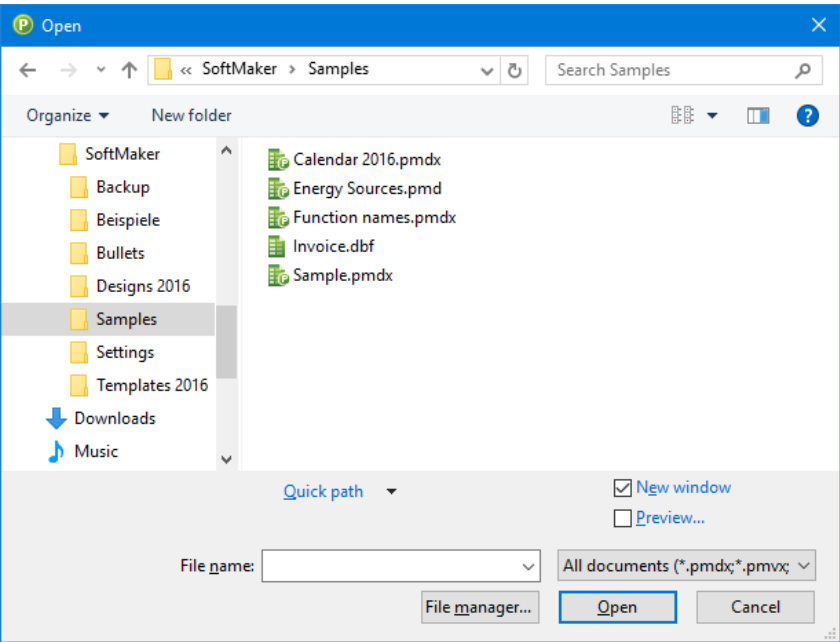 Open
« SoftMaker › Samples
Search Samples
Organize
New folder
SoftMaker
Backup
Beispiele
Bullets
Designs 2016
Samples
Settings
Templates 2016
Downloads
Music
Calendar 2016.pmdx
Energy Sources.pmd
Function names.pmdx
Invoice.dbf
Sample.pmdx
Quick path
New window
Preview...
File name:
All documents (*.pmdx;*.pmvx;
File manager...
Open
Cancel